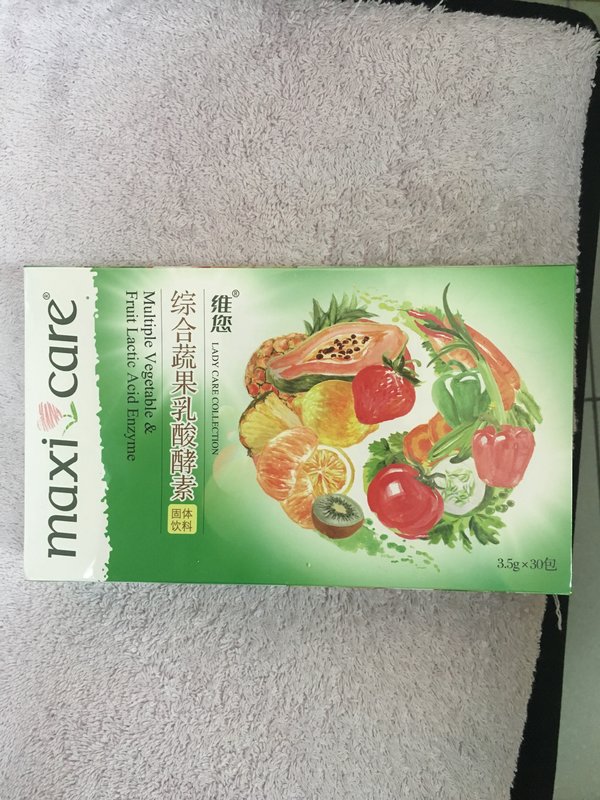 maxi care®
维您® LADY CARE COLLECTION
综合蔬果乳酸酵素
固体
饮料
Multiple Vegetable &
Fruit Lactic Acid Enzyme
3.5g×30包